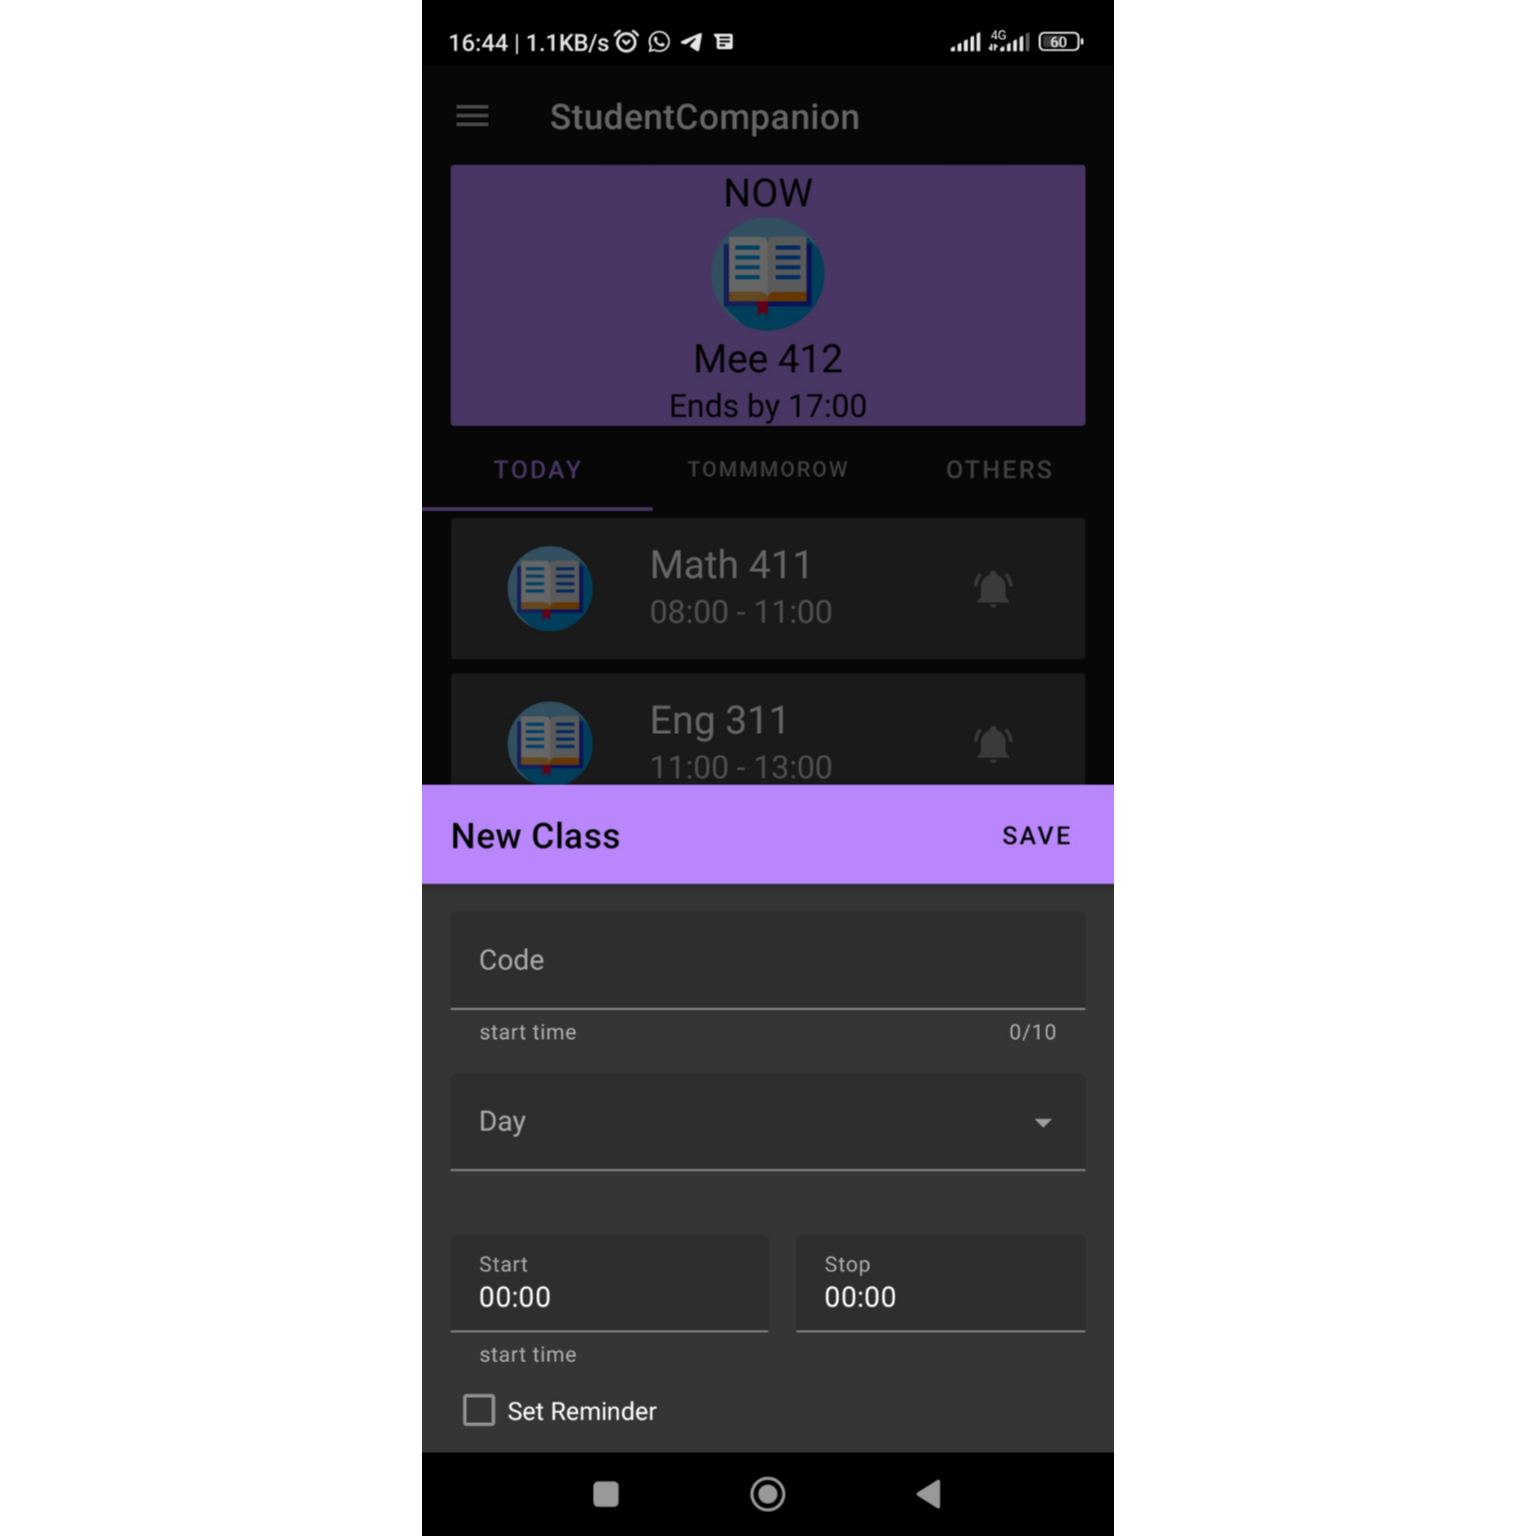 16:44 | 1.1KB/s 4G 60
StudentCompanion
NOW
Mee 412
Ends by 17:00
TODAY TOMMMOROW OTHERS
Math 411
08:00 - 11:00
Eng 311
11:00 - 13:00
New Class SAVE
Code
start time 0/10
Day
Start Stop
00:00 00:00
start time
Set Reminder